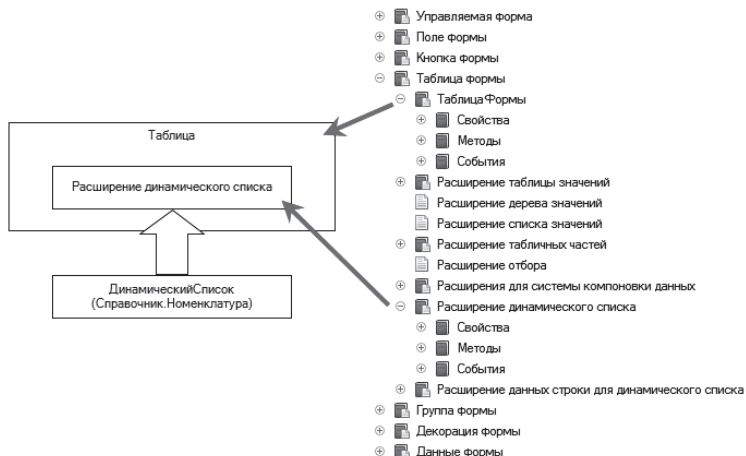 Таблица
Расширение динамического списка
ДинамическийСписок
(Справочник.Номенклатура)
Управляемая форма
Поле формы
Кнопка формы
Таблица формы
ТаблицаФормы
Свойства
Методы
События
Расширение таблицы значений
Расширение дерева значений
Расширение списка значений
Расширение табличных частей
Расширение отбора
Расширения для системы компоновки данных
Расширение динамического списка
Свойства
Методы
События
Расширение данных строки для динамического списка
Группа формы
Декорация формы
Данные формы